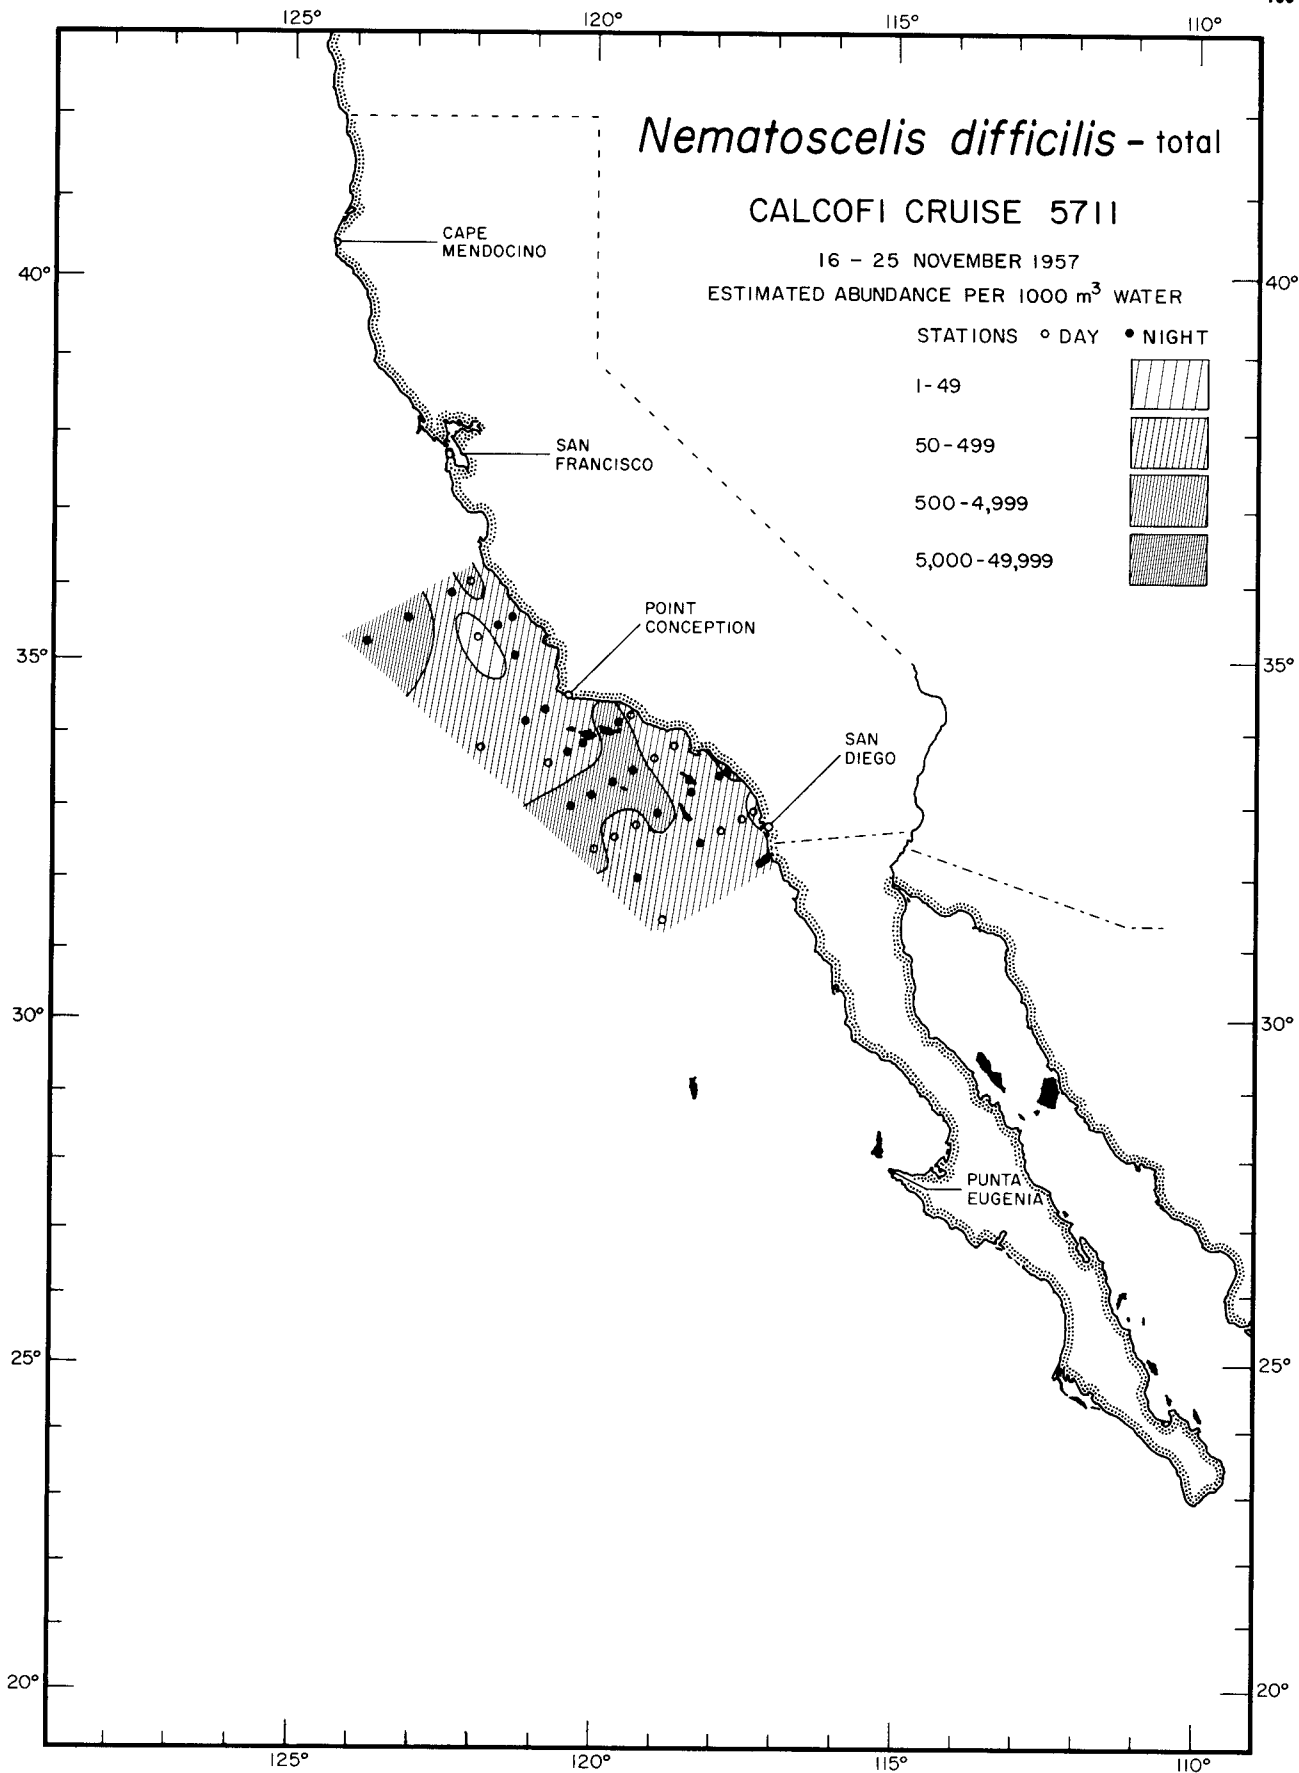 125°
120°
115°
110°
Nematoscelis difficilis - total
CALCOFI CRUISE 5711
16 - 25 NOVEMBER 1957
ESTIMATED ABUNDANCE PER 1000 m³ WATER
STATIONS ○ DAY ● NIGHT
1-49
50-499
500-4,999
5,000-49,999
CAPE
MENDOCINO
40°
40°
SAN
FRANCISCO
POINT
CONCEPTION
35°
35°
SAN
DIEGO
30°
30°
PUNTA
EUGENIA
25°
25°
20°
20°
125°
120°
115°
110°